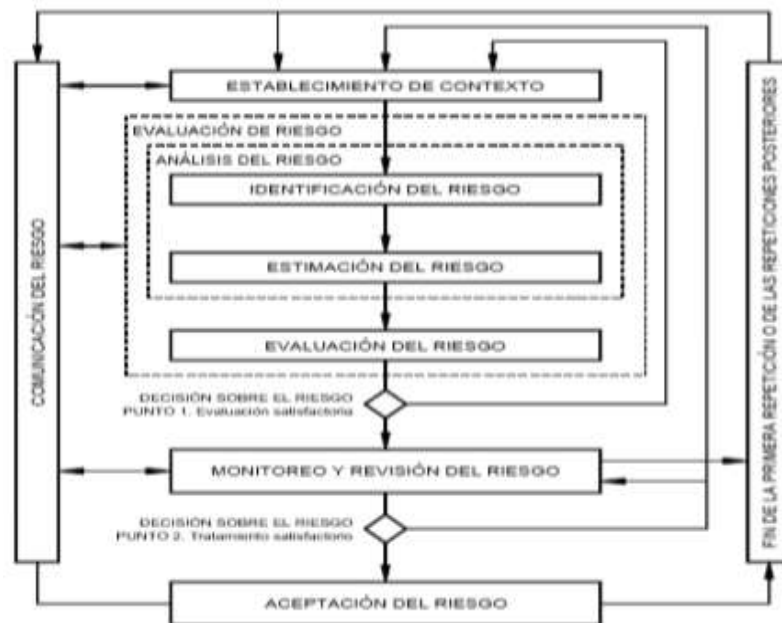 ESTABLECIMIENTO DE CONTEXTO
EVALUACIÓN DE RIESGO
ANÁLISIS DEL RIESGO
IDENTIFICACIÓN DEL RIESGO
ESTIMACIÓN DEL RIESGO
EVALUACIÓN DEL RIESGO
DECISIÓN SOBRE EL RIESGO
PUNTO 1. Evaluación satisfactoria
MONITOREO Y REVISIÓN DEL RIESGO
DECISIÓN SOBRE EL RIESGO
PUNTO 2. Tratamiento satisfactorio
ACEPTACIÓN DEL RIESGO
COMUNICACIÓN DEL RIESGO
FIN DE LA PRIMERA REPETICIÓN O DE LAS REPETICIONES POSTERIORES